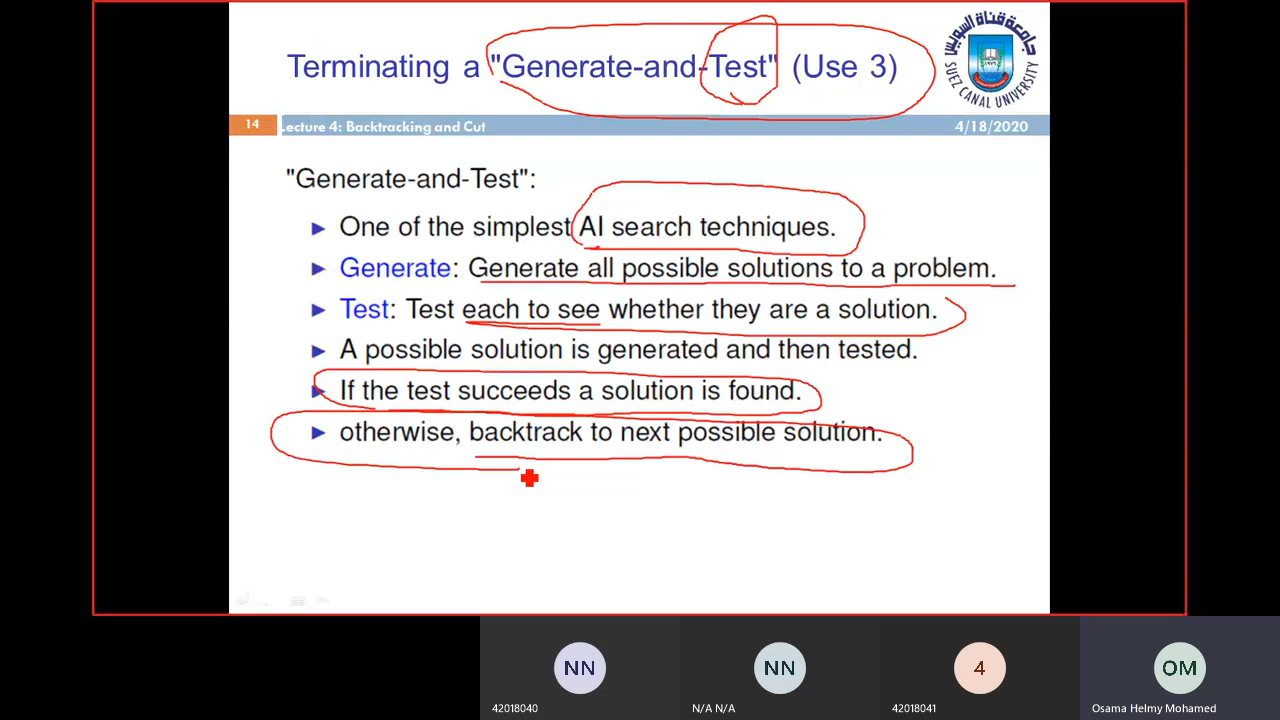 Terminating a "Generate-and-Test" (Use 3)
جامعة قناة السويس
SUEZ CANAL UNIVERSITY
14
Lecture 4: Backtracking and Cut
4/18/2020
"Generate-and-Test":
One of the simplest AI search techniques.
Generate: Generate all possible solutions to a problem.
Test: Test each to see whether they are a solution.
A possible solution is generated and then tested.
If the test succeeds a solution is found.
otherwise, backtrack to next possible solution.
NN
NN
4
OM
42018040
N/A N/A
42018041
Osama Helmy Mohamed